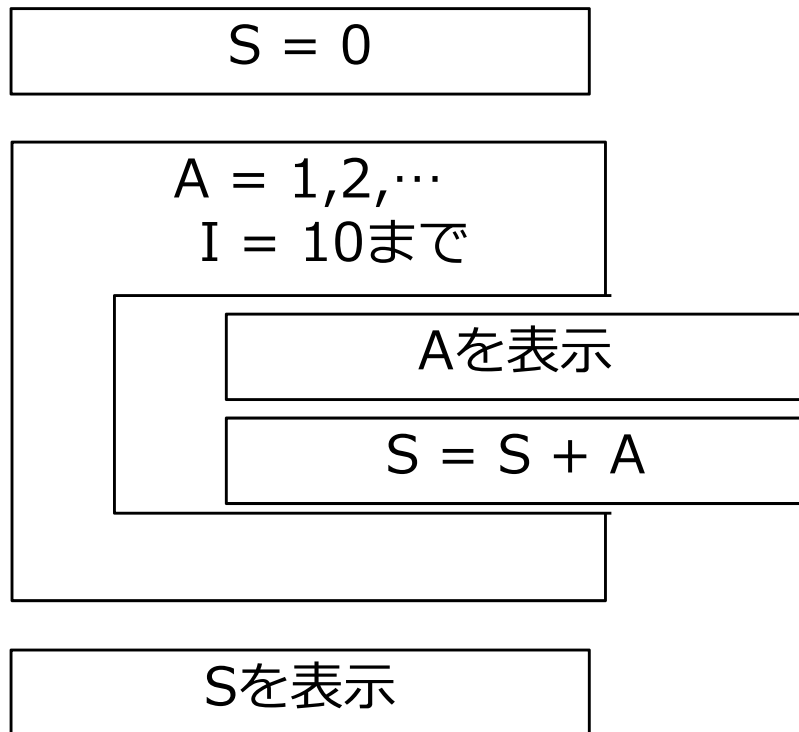 S = 0
A = 1,2,…
I = 10まで
Aを表示
S = S + A
Sを表示